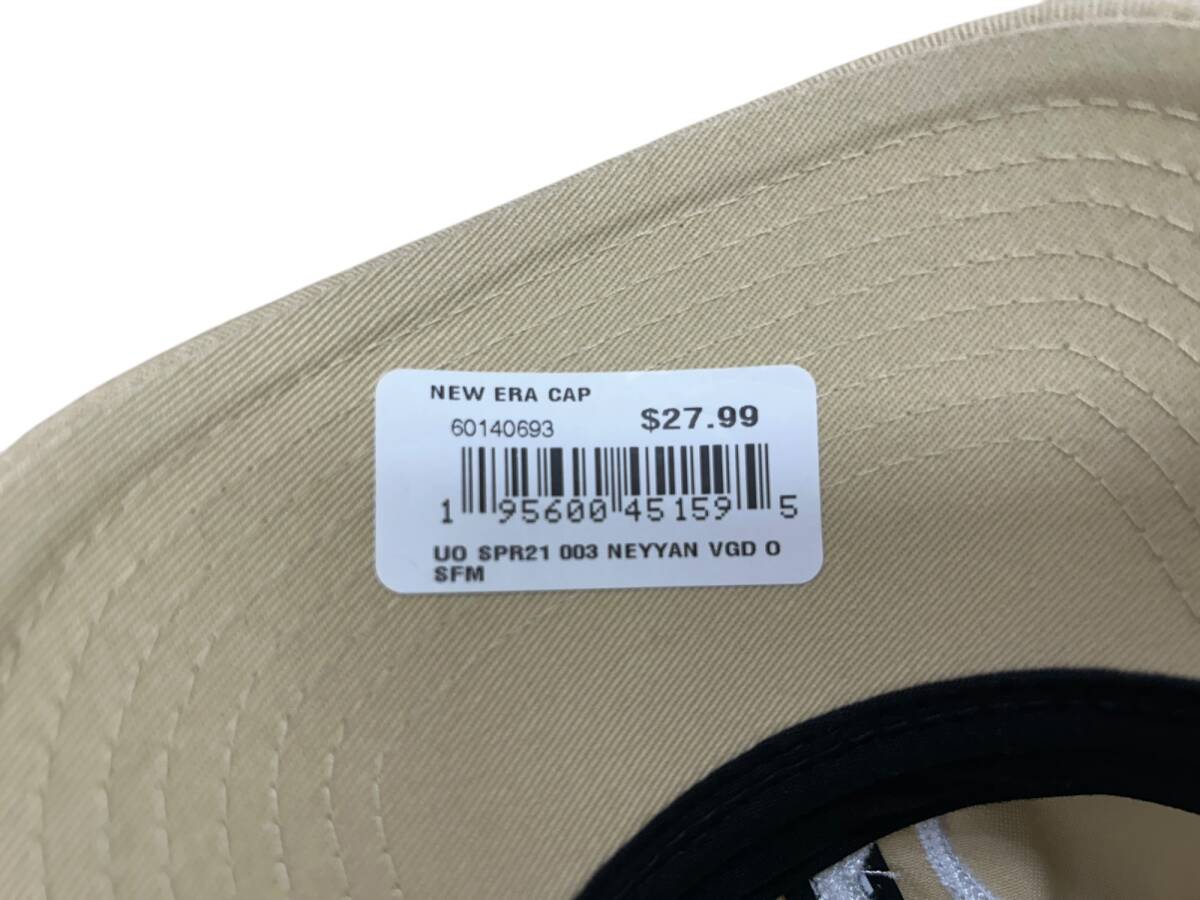 NEW ERA CAP
60140693 $27.99
1 95600 45159 5
UO SPR21 003 NEYYAN VGD O
SFM